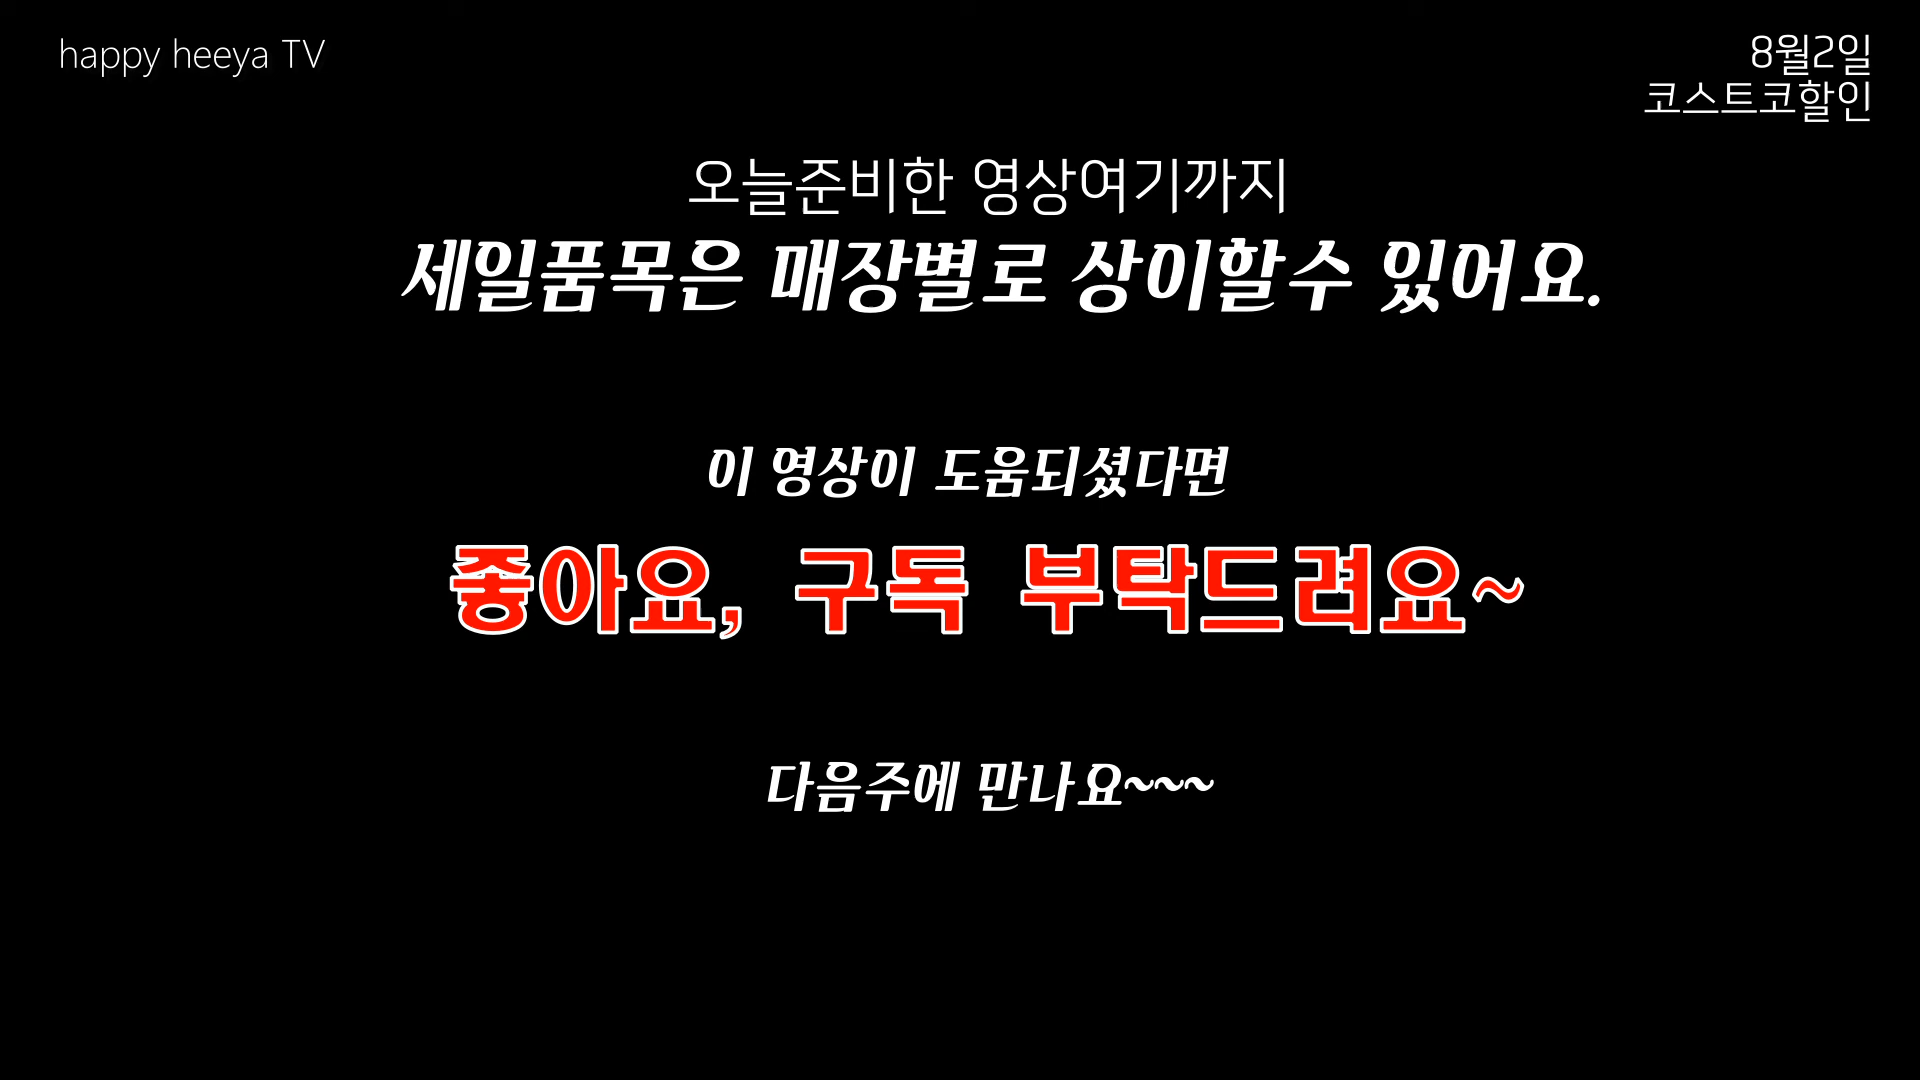 happy heeya TV
8월2일
코스트코할인
오늘준비한 영상여기까지
세일품목은 매장별로 상이할수 있어요.
이 영상이 도움되셨다면
좋아요, 구독 부탁드려요~
다음주에 만나요~~~